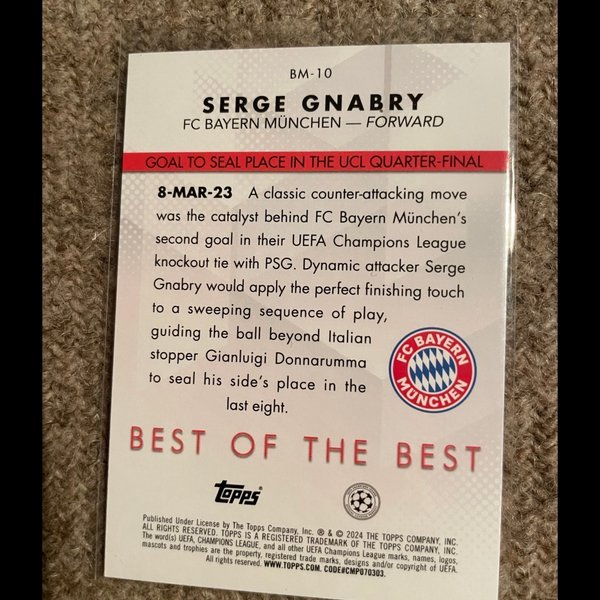 BM-10
SERGE GNABRY
FC BAYERN MÜNCHEN — FORWARD
GOAL TO SEAL PLACE IN THE UCL QUARTER-FINAL
8-MAR-23 A classic counter-attacking move
was the catalyst behind FC Bayern München's
second goal in their UEFA Champions League
knockout tie with PSG. Dynamic attacker Serge
Gnabry would apply the perfect finishing touch
to a sweeping sequence of play,
guiding the ball beyond Italian
stopper Gianluigi Donnarumma
to seal his side's place in the
last eight.
FC BAYERN
MÜNCHEN
BEST OF THE BEST
topps
Published Under License by The Topps Company, Inc. ® & © 2024 THE TOPPS COMPANY, INC.
ALL RIGHTS RESERVED. TOPPS IS A REGISTERED TRADEMARK OF THE TOPPS COMPANY, INC.
The word(s) UEFA, CHAMPIONS LEAGUE, and all other UEFA Champions League marks, names, logos,
mascots and trophies are the property, registered trade marks, designs and/or copyright of UEFA.
All rights reserved. WWW.TOPPS.COM. CODE#CMP070303.